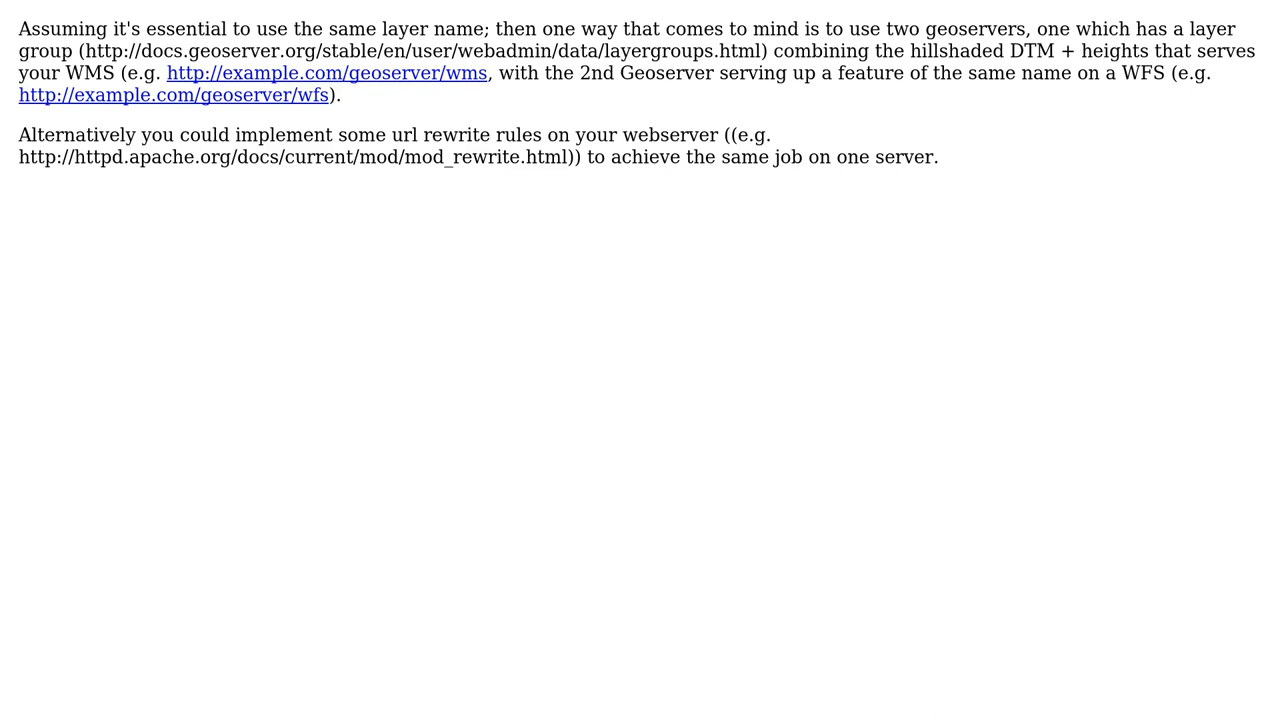 Assuming it's essential to use the same layer name; then one way that comes to mind is to use two geoservers, one which has a layer
group (http://docs.geoserver.org/stable/en/user/webadmin/data/layergroups.html) combining the hillshaded DTM + heights that serves
your WMS (e.g. http://example.com/geoserver/wms, with the 2nd Geoserver serving up a feature of the same name on a WFS (e.g.
http://example.com/geoserver/wfs).
Alternatively you could implement some url rewrite rules on your webserver ((e.g.
http://httpd.apache.org/docs/current/mod/mod_rewrite.html)) to achieve the same job on one server.